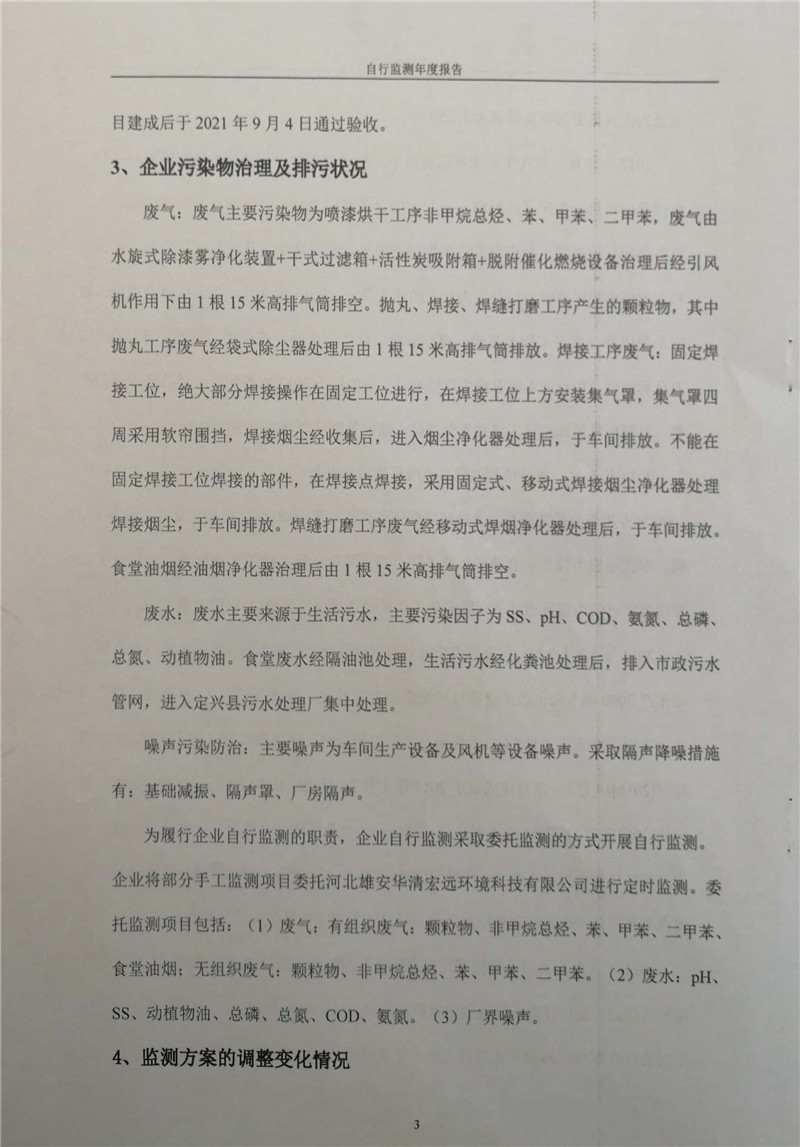 自行监测年度报告
目建成后于 2021 年 9 月 4 日通过验收。
3、企业污染物治理及排污状况
废气：废气主要污染物为喷漆烘干工序非甲烷总烃、苯、甲苯、二甲苯，废气由
水旋式除漆雾净化装置+干式过滤箱+活性炭吸附箱+脱附催化燃烧设备治理后经引风
机作用下由 1 根 15 米高排气筒排空。抛丸、焊接、焊缝打磨工序产生的颗粒物，其中
抛丸工序废气经袋式除尘器处理后由 1 根 15 米高排气筒排放。焊接工序废气：固定焊
接工位，绝大部分焊接操作在固定工位进行，在焊接工位上方安装集气罩，集气罩四
周采用软帘围挡，焊接烟尘经收集后，进入烟尘净化器处理后，于车间排放。不能在
固定焊接工位焊接的部件，在焊接点焊接，采用固定式、移动式焊接烟尘净化器处理
焊接烟尘，于车间排放。焊缝打磨工序废气经移动式焊烟净化器处理后，于车间排放。
食堂油烟经油烟净化器治理后由 1 根 15 米高排气筒排空。
废水：废水主要来源于生活污水，主要污染因子为 SS、pH、COD、氨氮、总磷、
总氮、动植物油。食堂废水经隔油池处理，生活污水经化粪池处理后，排入市政污水
管网，进入定兴县污水处理厂集中处理。
噪声污染防治：主要噪声为车间生产设备及风机等设备噪声。采取隔声降噪措施
有：基础减振、隔声罩、厂房隔声。
为履行企业自行监测的职责，企业自行监测采取委托监测的方式开展自行监测。
企业将部分手工监测项目委托河北雄安华清宏远环境科技有限公司进行定时监测。委
托监测项目包括：（1）废气：有组织废气：颗粒物、非甲烷总烃、苯、甲苯、二甲苯、
食堂油烟；无组织废气：颗粒物、非甲烷总烃、苯、甲苯、二甲苯。（2）废水：pH、
SS、动植物油、总磷、总氮、COD、氨氮。（3）厂界噪声。
4、监测方案的调整变化情况
3